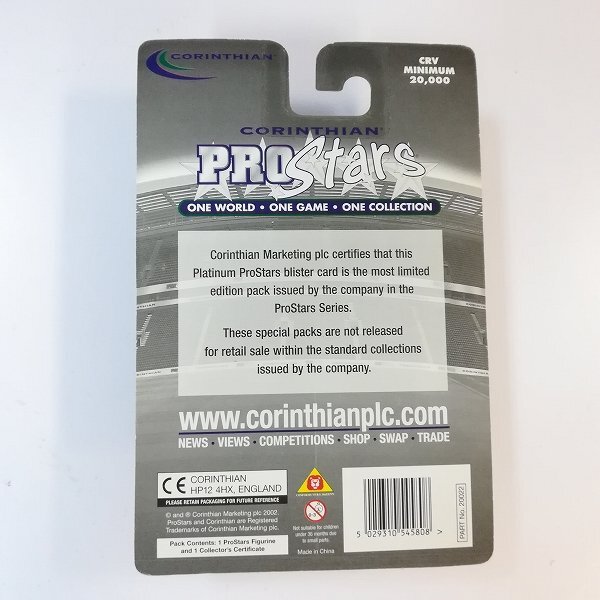 CORINTHIAN
CRV
MINIMUM
20,000
CORINTHIAN®
PROStars
ONE WORLD • ONE GAME • ONE COLLECTION
Corinthian Marketing plc certifies that this
Platinum ProStars blister card is the most limited
edition pack issued by the company in the
ProStars Series.
These special packs are not released
for retail sale within the standard collections
issued by the company.
www.corinthianplc.com
NEWS • VIEWS • COMPETITIONS • SHOP • SWAP • TRADE
CE CORINTHIAN
HP12 4HX, ENGLAND
PLEASE RETAIN PACKAGING FOR FUTURE REFERENCE
© and ® Corinthian Marketing plc 2002.
ProStars and Corinthian are Registered
Trademarks of Corinthian Marketing plc.
Pack Contents: 1 ProStars Figurine
and 1 Collector's Certificate
0-3
Not suitable for children
under 36 months due
to small parts.
Made in China
5 029310 545808 >
PART No: 20022